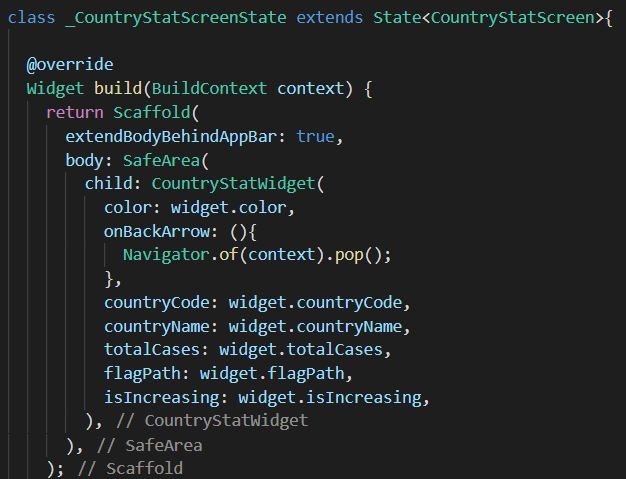 class _CountryStatScreenState extends State<CountryStatScreen>{
@override
Widget build(BuildContext context) {
return Scaffold(
extendBodyBehindAppBar: true,
body: SafeArea(
child: CountryStatWidget(
color: widget.color,
onBackArrow: (){
Navigator.of(context).pop();
},
countryCode: widget.countryCode,
countryName: widget.countryName,
totalCases: widget.totalCases,
flagPath: widget.flagPath,
isIncreasing: widget.isIncreasing,
), // CountryStatWidget
), // SafeArea
); // Scaffold